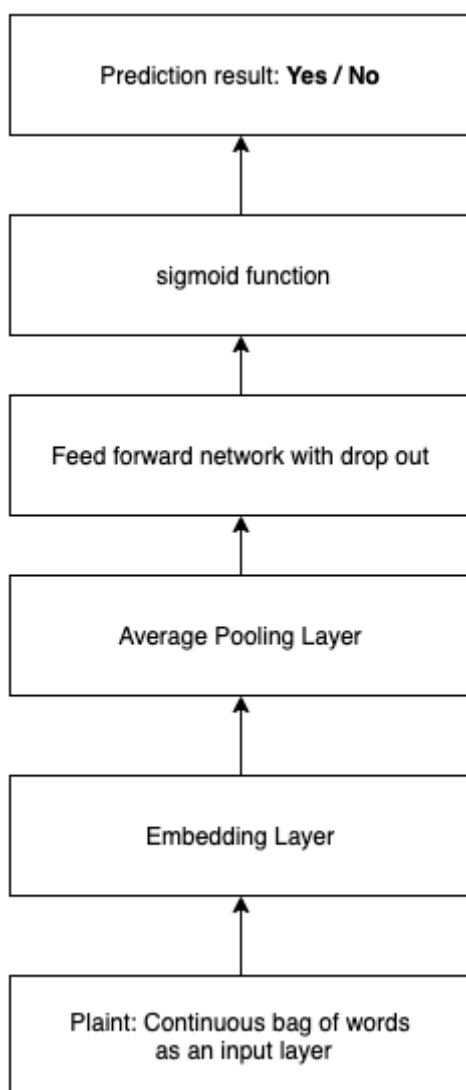 Prediction result: Yes / No
sigmoid function
Feed forward network with drop out
Average Pooling Layer
Embedding Layer
Plaint: Continuous bag of words
as an input layer